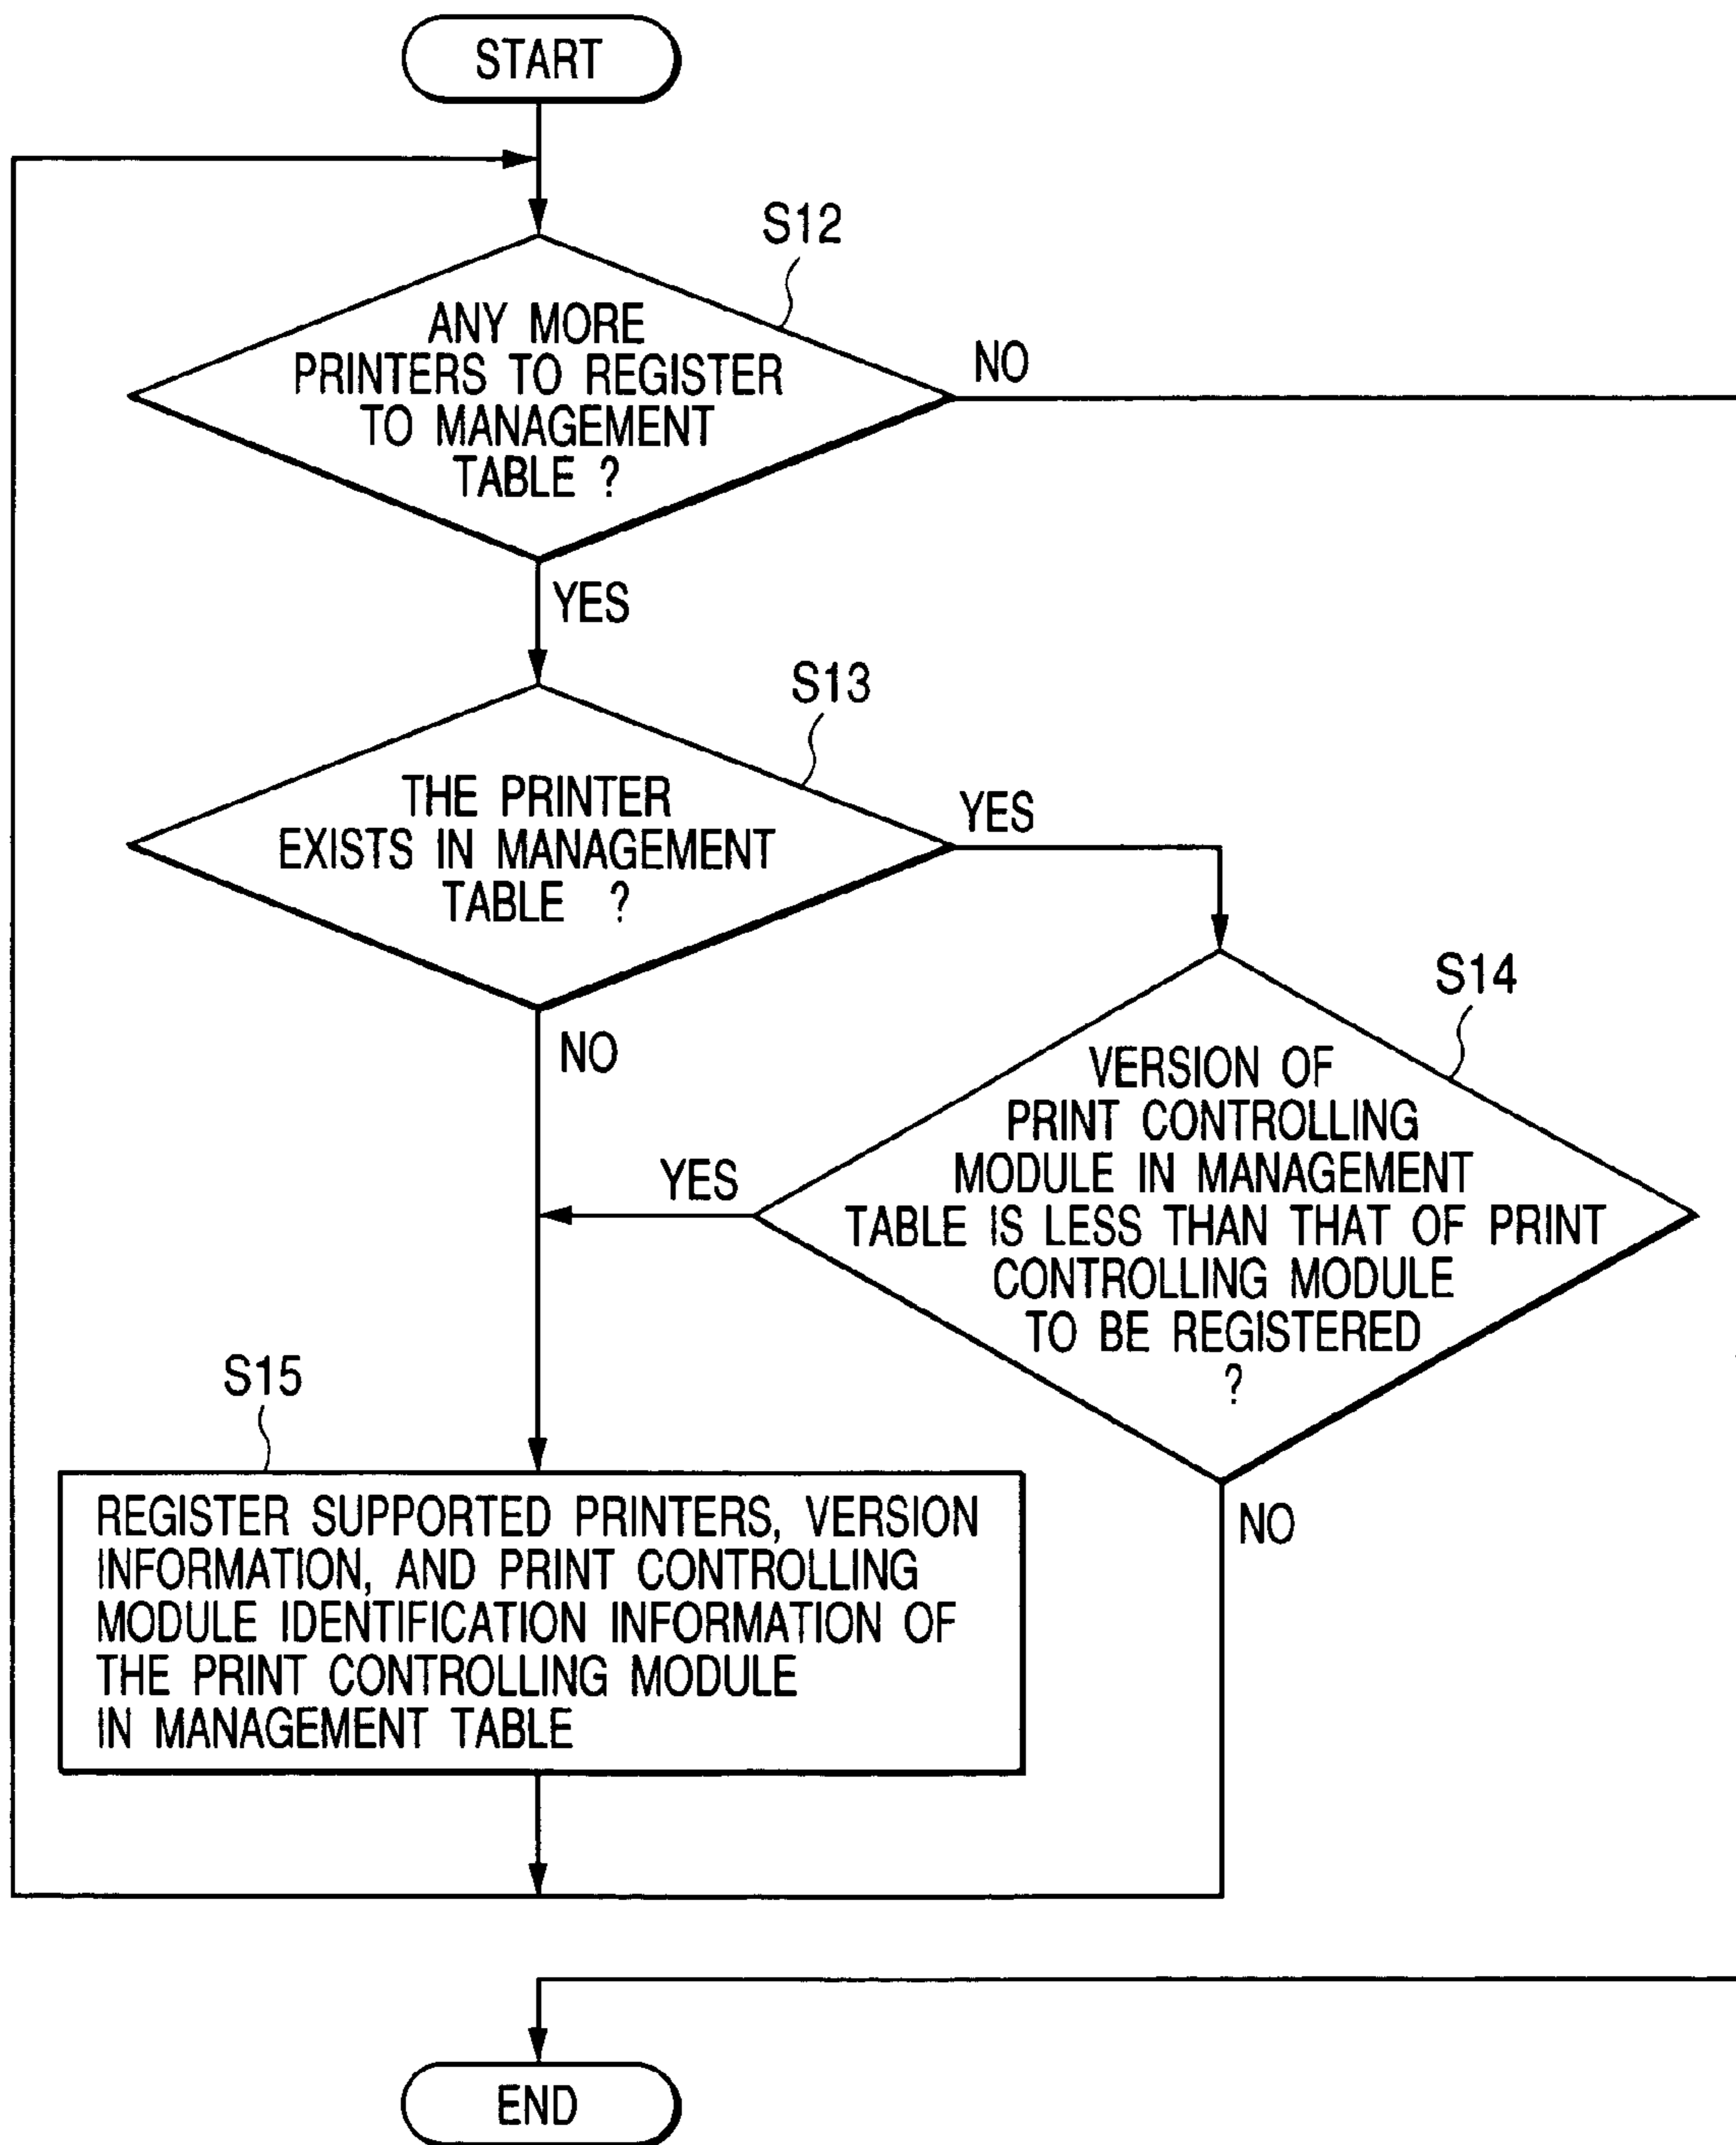 START
S12
ANY MORE
PRINTERS TO REGISTER
TO MANAGEMENT
TABLE ?
NO
YES
S13
THE PRINTER
EXISTS IN MANAGEMENT
TABLE ?
YES
NO
S14
VERSION OF
PRINT CONTROLLING
MODULE IN MANAGEMENT
TABLE IS LESS THAN THAT OF PRINT
CONTROLLING MODULE
TO BE REGISTERED
?
YES
NO
S15
REGISTER SUPPORTED PRINTERS, VERSION
INFORMATION, AND PRINT CONTROLLING
MODULE IDENTIFICATION INFORMATION OF
THE PRINT CONTROLLING MODULE
IN MANAGEMENT TABLE
END